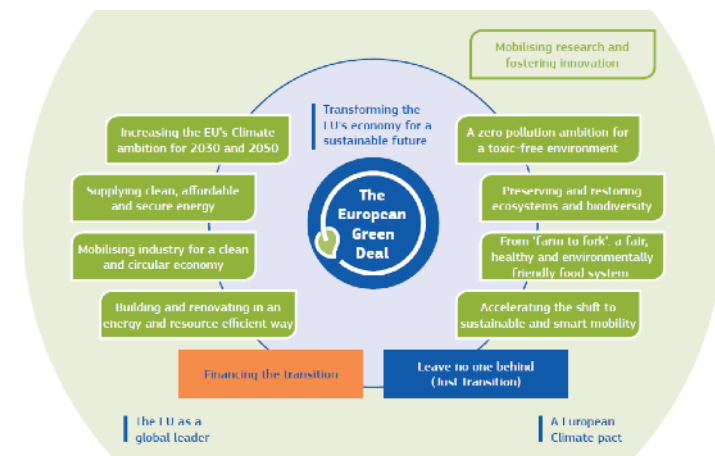 Mobilising research and
fostering innovation
Transforming the
EU's economy for a
sustainable future
Increasing the EU's Climate
ambition for 2030 and 2050
A zero pollution ambition for
a toxic-free environment
Supplying clean, affordable
and secure energy
The
European
Green
Deal
Preserving and restoring
ecosystems and biodiversity
Mobilising industry for a clean
and circular economy
From 'farm to fork': a fair,
healthy and environmentally
friendly food system
Building and renovating in an
energy and resource efficient way
Accelerating the shift to
sustainable and smart mobility
Financing the transition
Leave no one behind
(Just transition)
The EU as a
global leader
A European
Climate pact